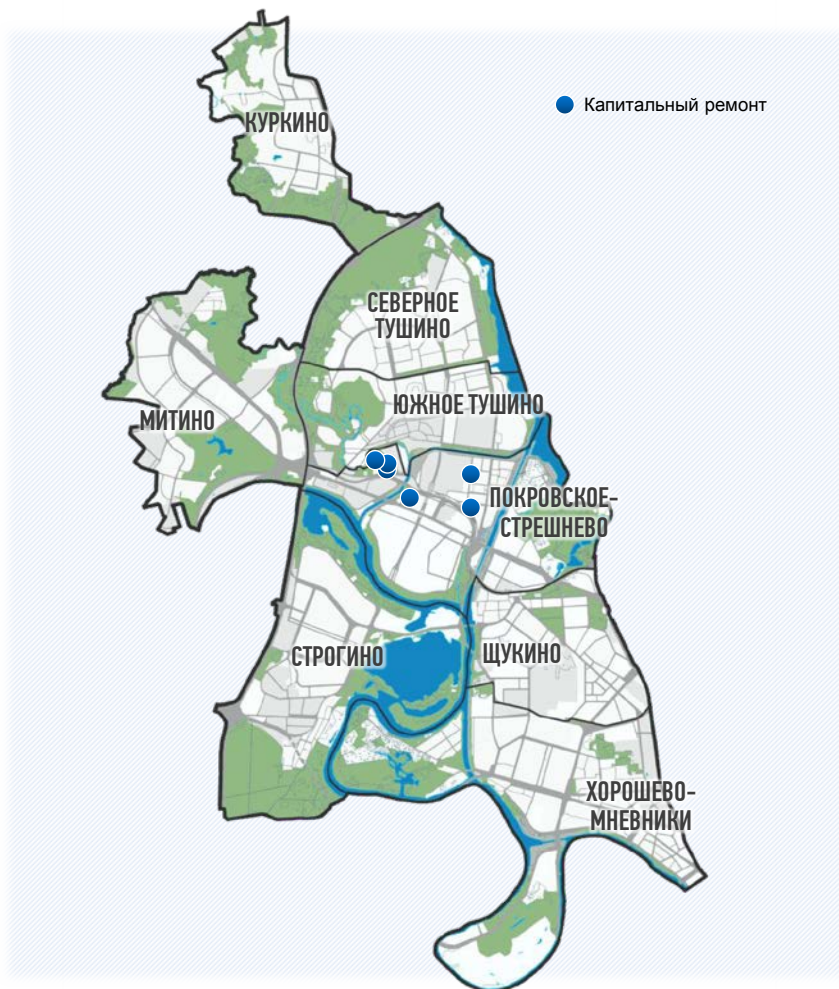 Капитальный ремонт
КУРКИНО
СЕВЕРНОЕ
ТУШИНО
ЮЖНОЕ ТУШИНО
МИТИНО
ПОКРОВСКОЕ-
СТРЕШНЕВО
СТРОГИНО
ЩУКИНО
ХОРОШЕВО-
МНЕВНИКИ